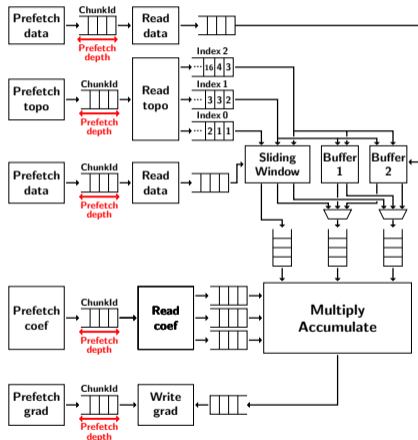 Prefetch
data
ChunkId
Prefetch
depth
Read
data
Prefetch
topo
ChunkId
Prefetch
depth
Read
topo
Index 2
··· 16 4 3
Index 1
··· 3 3 2
Index 0
··· 2 1 1
Prefetch
data
ChunkId
Prefetch
depth
Read
data
Sliding
Window
Buffer
1
Buffer
2
Prefetch
coef
ChunkId
Prefetch
depth
Read
coef
Multiply
Accumulate
Prefetch
grad
ChunkId
Prefetch
depth
Write
grad